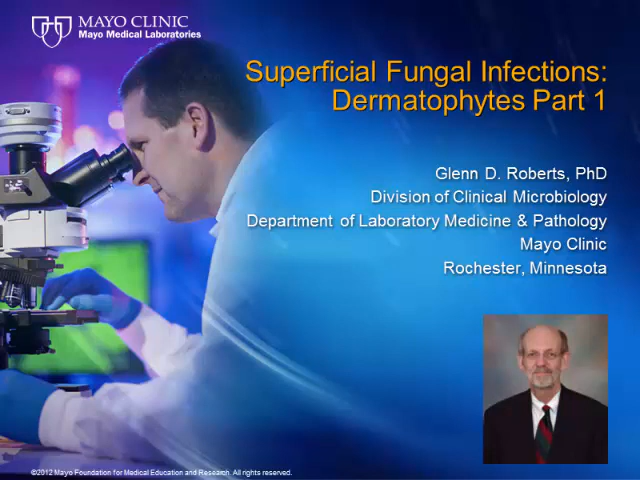 MAYO CLINIC
Mayo Medical Laboratories
Superficial Fungal Infections:
Dermatophytes Part 1
Glenn D. Roberts, PhD
Division of Clinical Microbiology
Department of Laboratory Medicine & Pathology
Mayo Clinic
Rochester, Minnesota
©2012 Mayo Foundation for Medical Education and Research. All rights reserved.